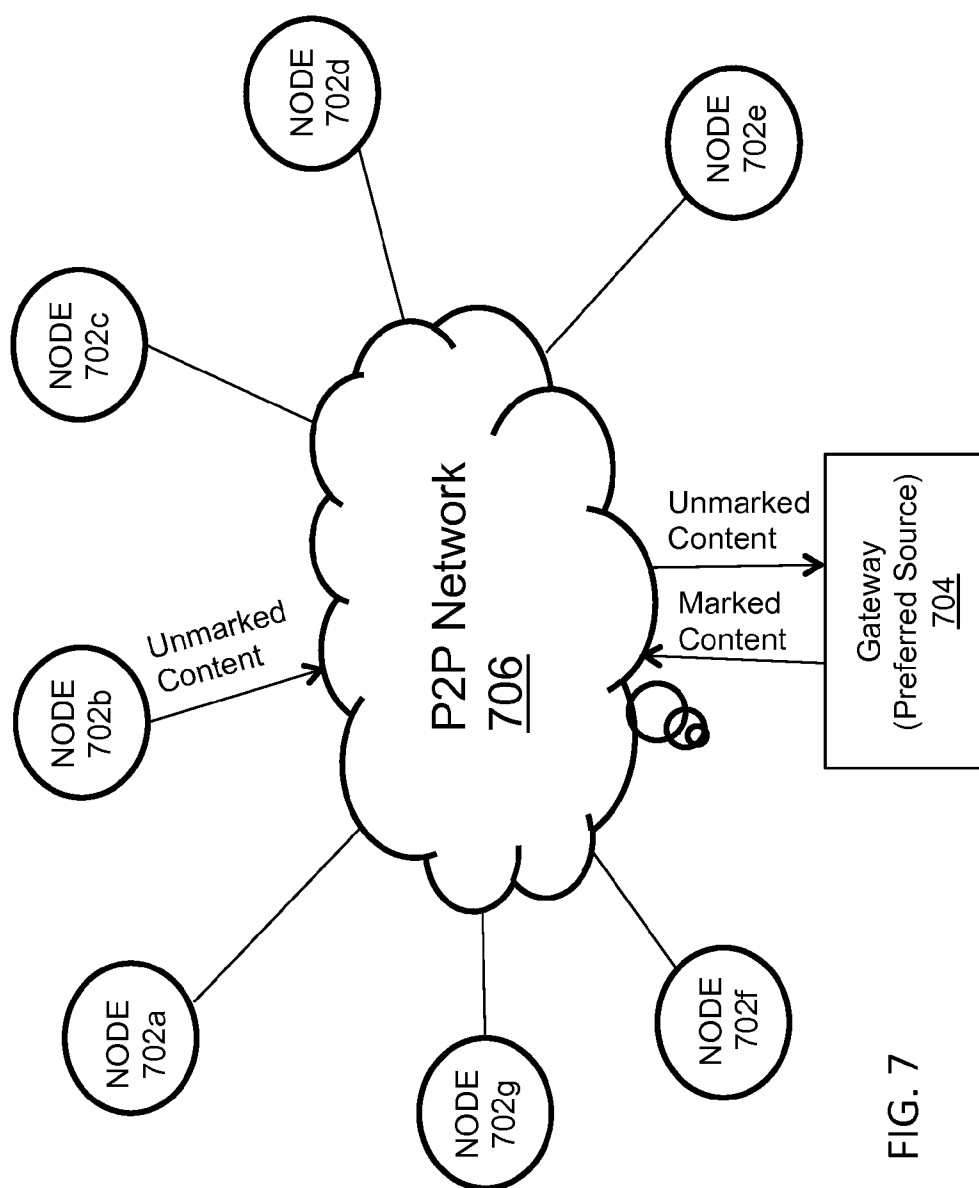 NODE
702a
NODE
702b
NODE
702c
NODE
702d
NODE
702e
NODE
702f
NODE
702g
Unmarked
Content
P2P Network
706
Marked
Content
Unmarked
Content
Gateway
(Preferred Source)
704
FIG. 7